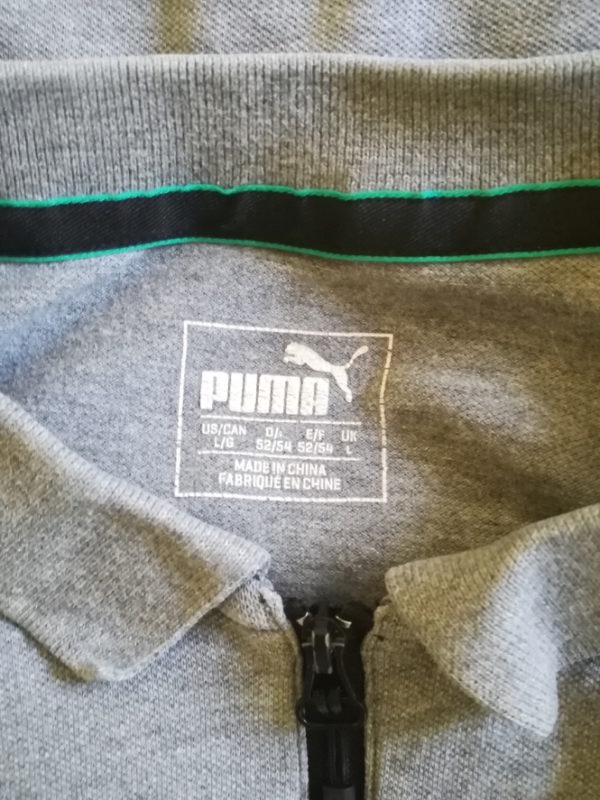 PUMA
US/CAN D/I E/F UK
L/G 52/54 52/54 L
MADE IN CHINA
FABRIQUÉ EN CHINE